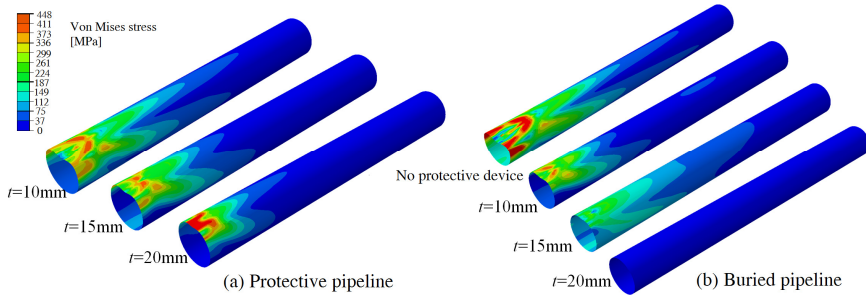 448
411
373
336
299
261
224
187
149
112
75
37
0
Von Mises stress
[MPa]
t=10mm
t=15mm
t=20mm
(a) Protective pipeline
No protective device
t=10mm
t=15mm
t=20mm
(b) Buried pipeline